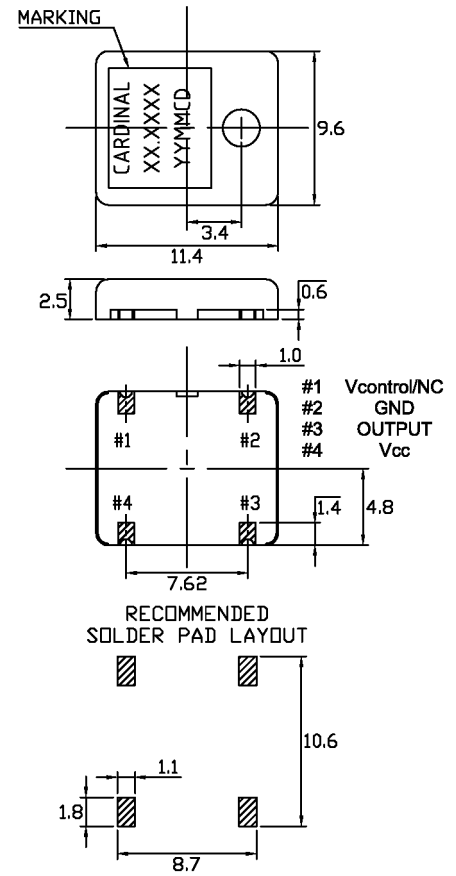 MARKING
CARDINAL
XX.XXXX
YYMMCD
9.6
3.4
11.4
2.5
0.6
1.0
#1 Vcontrol/NC
#2 GND
#3 OUTPUT
#4 Vcc
#1 #2
#4 #3
1.4
4.8
7.62
RECOMMENDED
SOLDER PAD LAYOUT
10.6
1.1
1.8
8.7